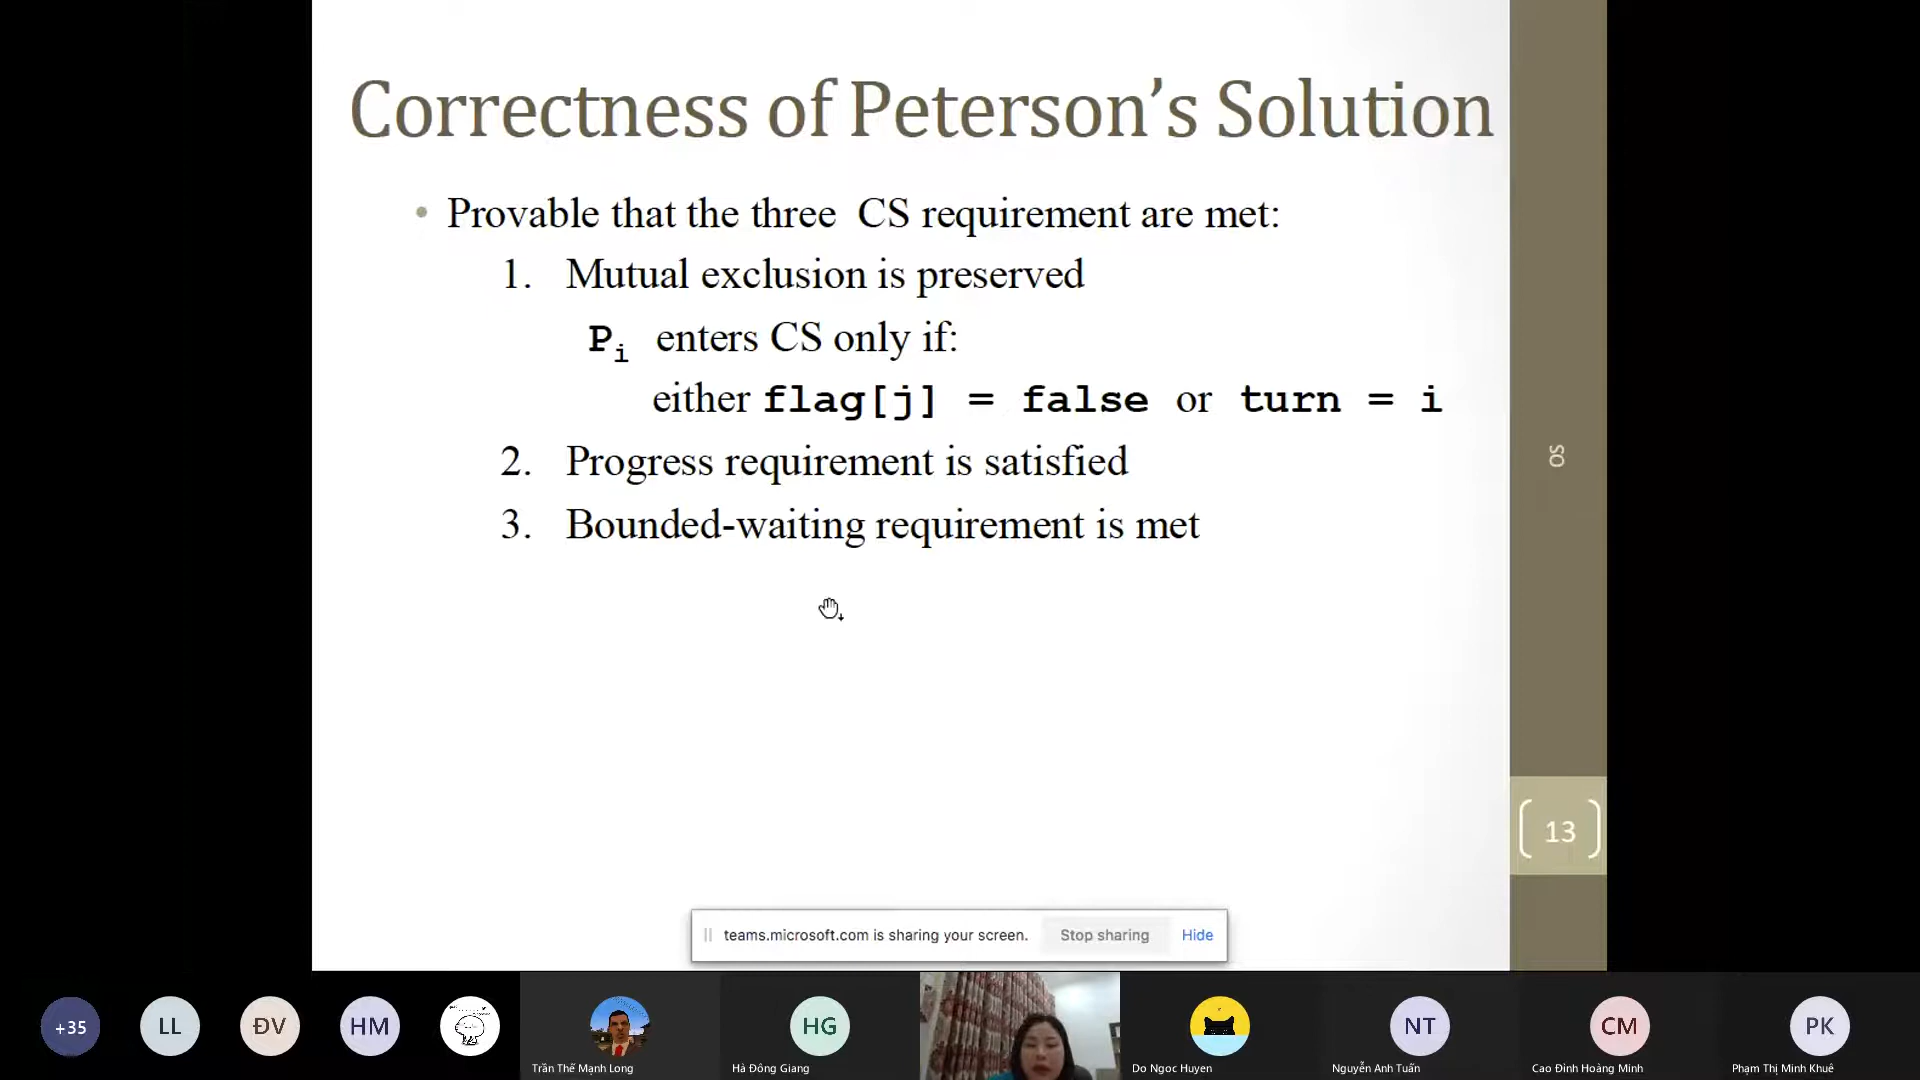 Correctness of Peterson's Solution
• Provable that the three CS requirement are met:
1. Mutual exclusion is preserved
Pi enters CS only if:
either flag[j] = false or turn = i
2. Progress requirement is satisfied
3. Bounded-waiting requirement is met
OS
13
teams.microsoft.com is sharing your screen. Stop sharing Hide
+35 LL ĐV HM HG NT CM PK
Trần Thế Mạnh Long Hà Đông Giang Do Ngoc Huyen Nguyễn Anh Tuấn Cao Đình Hoàng Minh Phạm Thị Minh Khuê